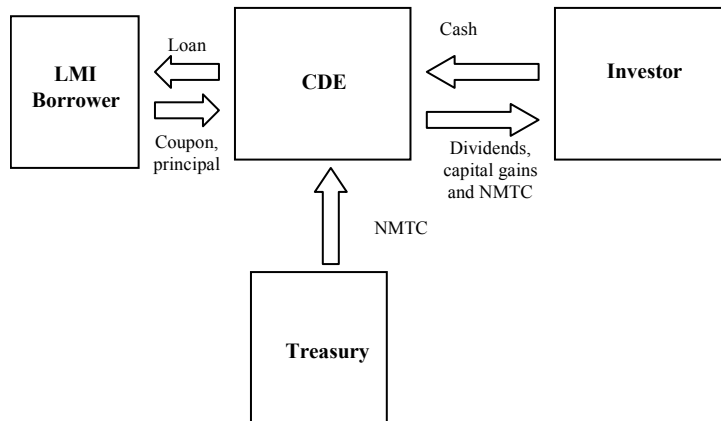 Loan
LMI
Borrower
Coupon,
principal
CDE
Cash
Dividends,
capital gains
and NMTC
Investor
NMTC
Treasury